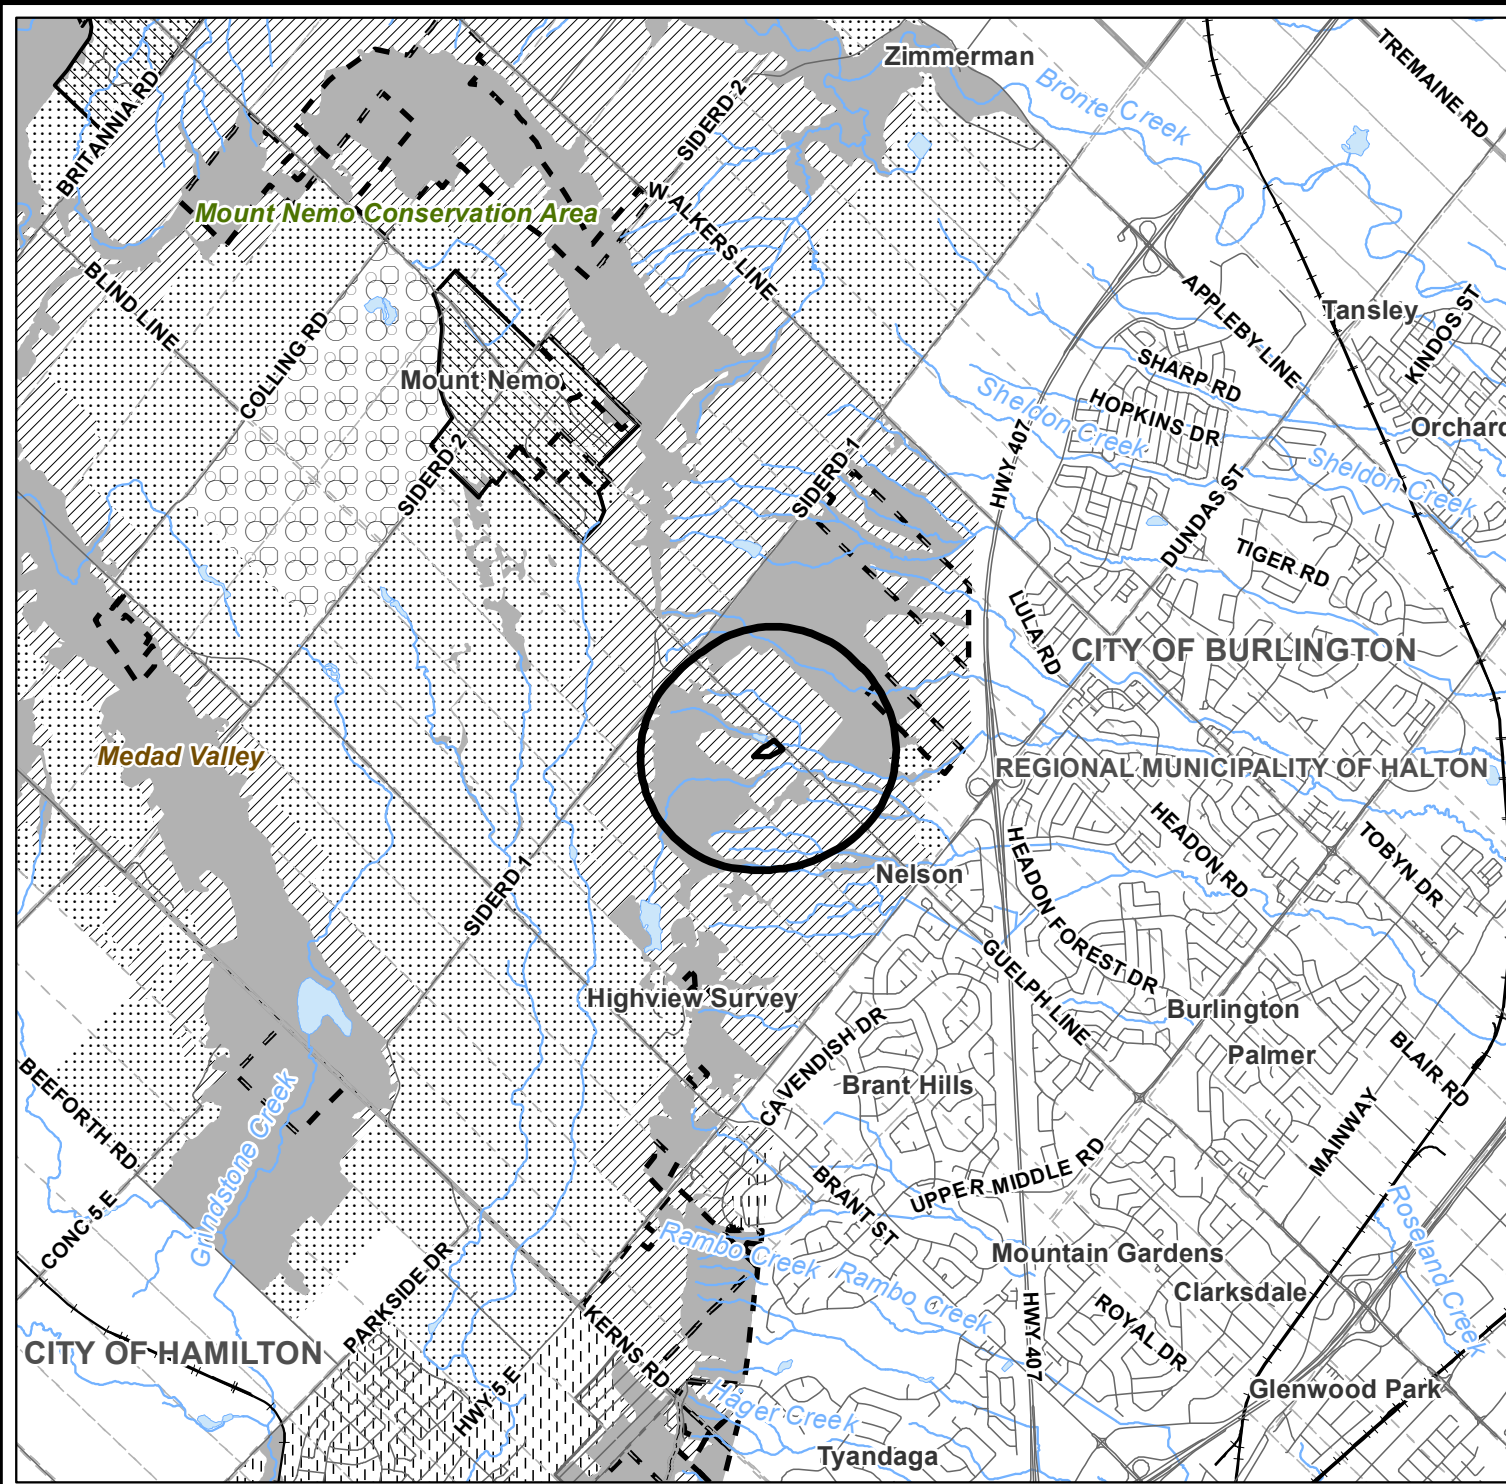 Zimmerman
TREMAINE RD
Bronte Creek
BRITANNIA RD
SIDERD 2
Mount Nemo Conservation Area
WALKERS LINE
BLIND LINE
APPLEBY LINE
Tansley
KINDOS ST
COLLING RD
Mount Nemo
SHARP RD
HOPKINS DR
Sheldon Creek
Orchard
SIDERD 2
SIDERD 1
HWY 407
Sheldon Creek
DUNDAS ST
TIGER RD
LULA RD
CITY OF BURLINGTON
Medad Valley
REGIONAL MUNICIPALITY OF HALTON
HEADON RD
TOBYN DR
SIDERD 1
Nelson
HEADON FOREST DR
GUELPH LINE
Highview Survey
Burlington
CAVENDISH DR
Palmer
BLAIR RD
BEEFORTH RD
Brant Hills
Grindstone Creek
MAINWAY
CONC 5 E
BRANT ST
UPPER MIDDLE RD
Roseland Creek
PARKSIDE DR
Rambo Creek
Rambo Creek
Mountain Gardens
Clarksdale
CITY OF HAMILTON
KERNS RD
HWY 407
ROYAL DR
HWY 5 E
Hager Creek
Glenwood Park
Tyandaga